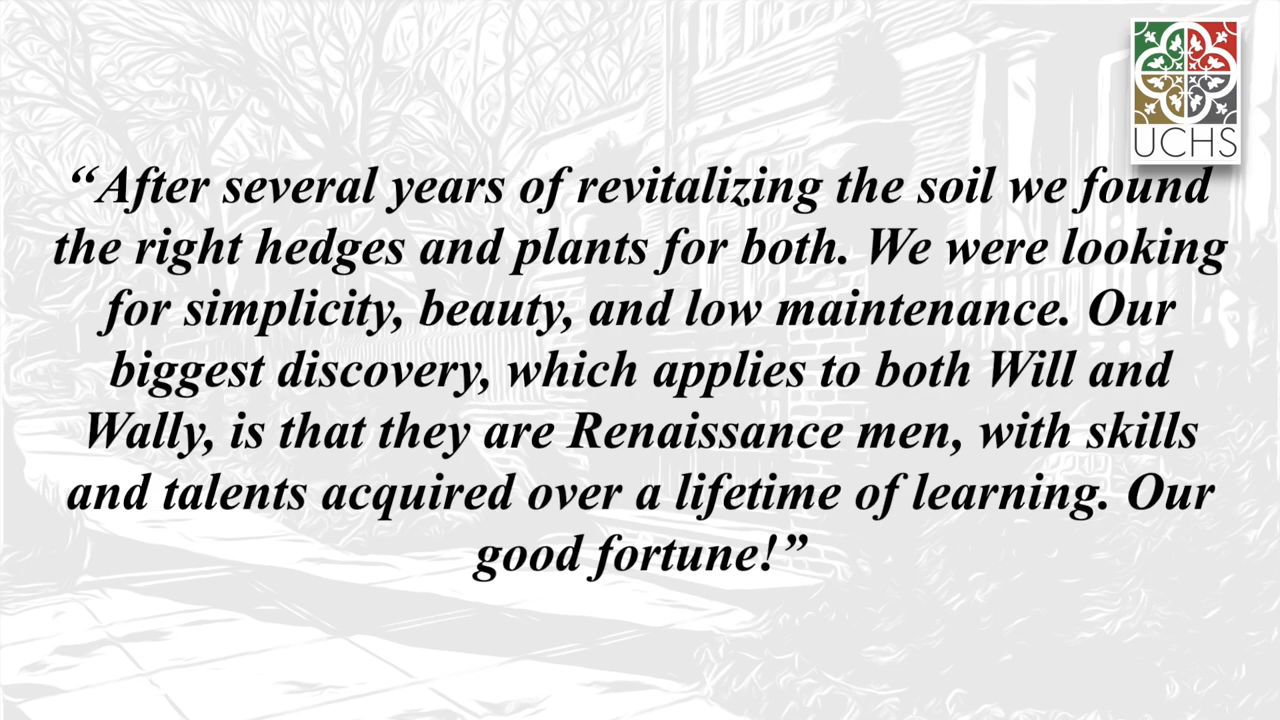 UCHS
“After several years of revitalizing the soil we found
the right hedges and plants for both. We were looking
for simplicity, beauty, and low maintenance. Our
biggest discovery, which applies to both Will and
Wally, is that they are Renaissance men, with skills
and talents acquired over a lifetime of learning. Our
good fortune!”